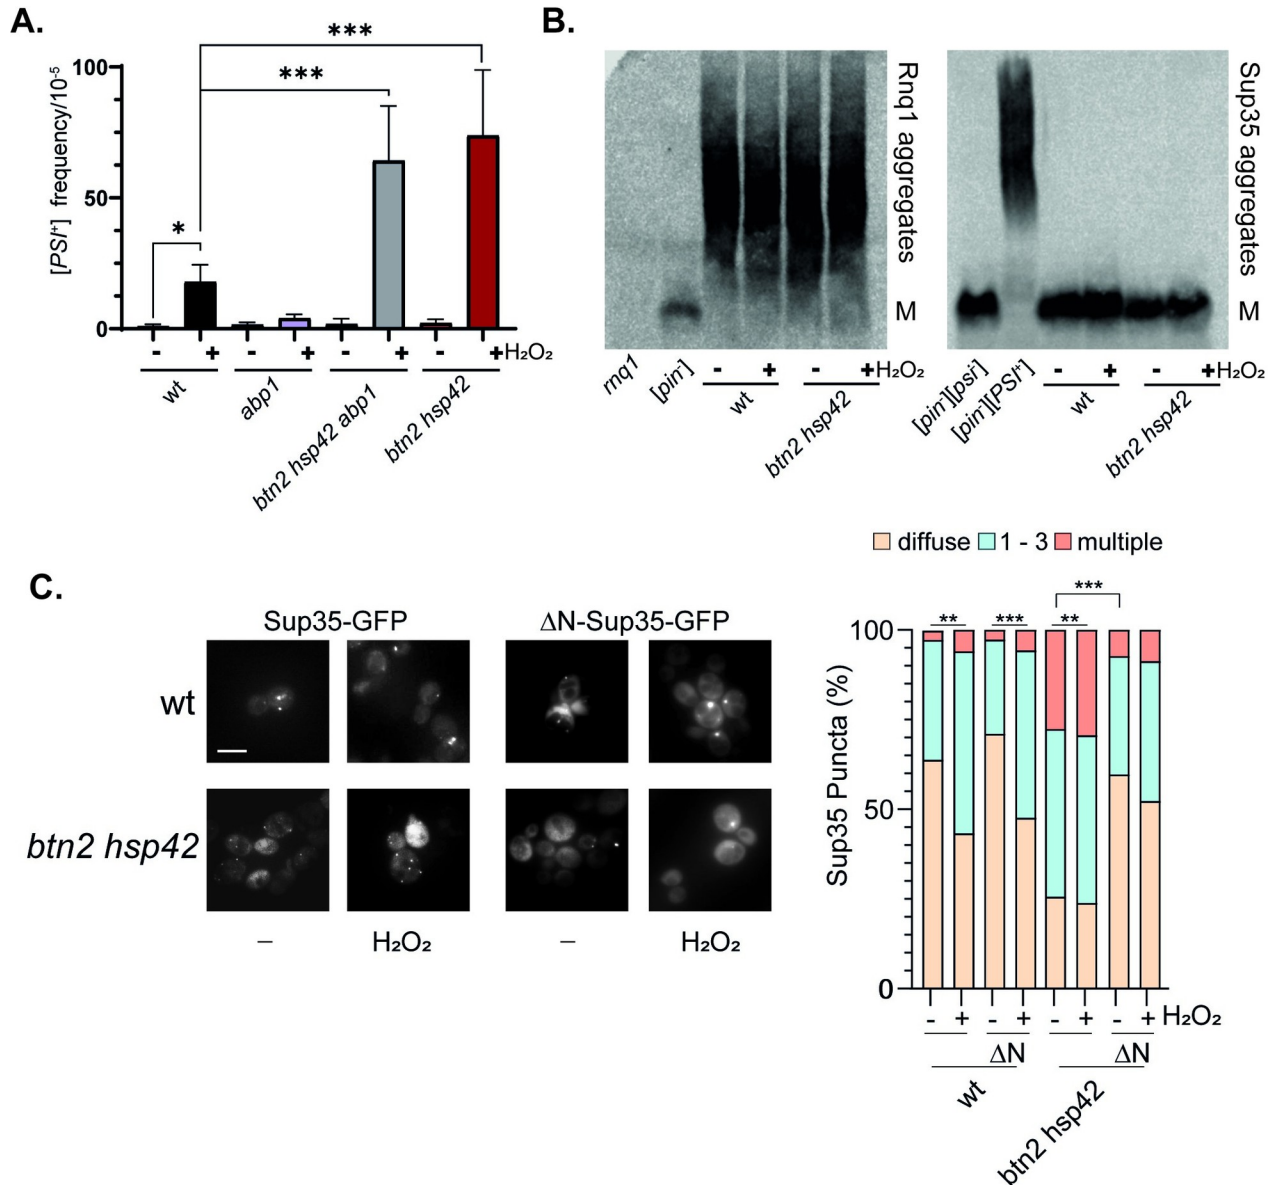 A.
***
***
*
100
50
0
[PSI⁺] frequency/10⁻⁵
- + - + - + - + H₂O₂
wt
abp1
btn2 hsp42 abp1
btn2 hsp42
B.
Rnq1 aggregates
M
rnq1
[pin⁻]
- + - + H₂O₂
wt
btn2 hsp42
Sup35 aggregates
M
[pin⁻][psi⁻]
[pin⁻][PSI⁺]
- + - + H₂O₂
wt
btn2 hsp42
C.
Sup35-GFP ΔN-Sup35-GFP
wt
btn2 hsp42
– H₂O₂ – H₂O₂
diffuse 1 - 3 multiple
***
** *** **
100
50
0
Sup35 Puncta (%)
- + - + - + - + H₂O₂
ΔN ΔN
wt
btn2 hsp42